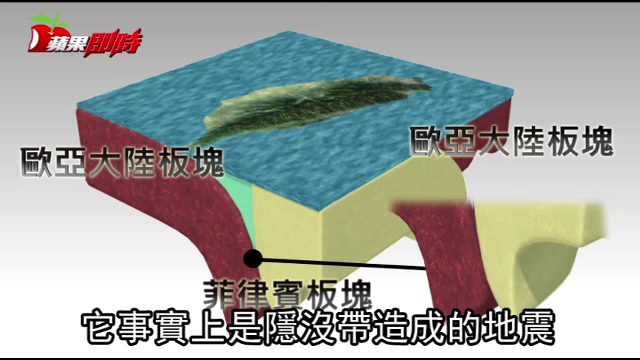 蘋果即時
歐亞大陸板塊
歐亞大陸板塊
菲律賓板塊
它事實上是隱沒帶造成的地震